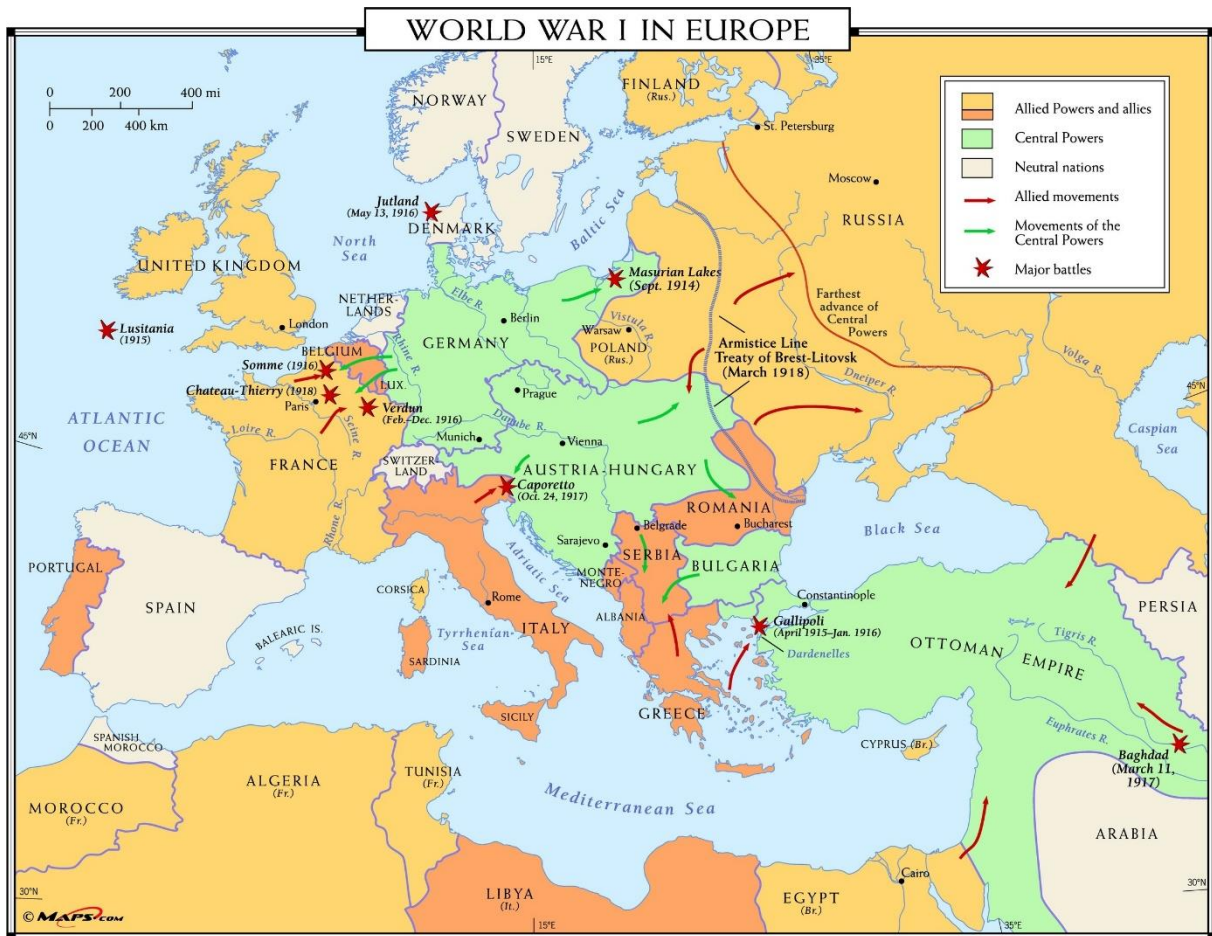 WORLD WAR I IN EUROPE
0 200 400 mi
0 200 400 km
15°E
35°E
Allied Powers and allies
Central Powers
Neutral nations
Allied movements
Movements of the
Central Powers
Major battles
NORWAY
SWEDEN
FINLAND
(Rus.)
St. Petersburg
Moscow
RUSSIA
Jutland
(May 13, 1916)
DENMARK
North
Sea
Baltic Sea
UNITED KINGDOM
London
Lusitania
(1915)
NETHER-
LANDS
Elbe R.
Berlin
GERMANY
Rhine R.
Masurian Lakes
(Sept. 1914)
Vistula R.
Warsaw
POLAND
(Rus.)
Farthest
advance of
Central
Powers
Armistice Line
Treaty of Brest-Litovsk
(March 1918)
Dneiper R.
Volga R.
45°N
BELGIUM
Somme (1916)
LUX.
Chateau-Thierry (1918)
Paris
Verdun
(Feb.–Dec. 1916)
Seine R.
Loire R.
Prague
Danube R.
Munich
Vienna
ATLANTIC
OCEAN
45°N
FRANCE
SWITZER-
LAND
AUSTRIA-HUNGARY
Caporetto
(Oct. 24, 1917)
Rhone R.
ROMANIA
Bucharest
Belgrade
Sarajevo
SERBIA
MONTE-
NEGRO
BULGARIA
ALBANIA
Black Sea
Caspian
Sea
PORTUGAL
SPAIN
BALEARIC IS.
CORSICA
SARDINIA
Rome
ITALY
Adriatic Sea
Tyrrhenian
Sea
SICILY
GREECE
Constantinople
Gallipoli
(April 1915–Jan. 1916)
Dardenelles
OTTOMAN EMPIRE
Tigris R.
Euphrates R.
PERSIA
CYPRUS (Br.)
Baghdad
(March 11,
1917)
ARABIA
SPANISH
MOROCCO
MOROCCO
(Fr.)
ALGERIA
(Fr.)
TUNISIA
(Fr.)
Mediterranean Sea
LIBYA
(It.)
EGYPT
(Br.)
Cairo
30°N
30°N
15°E
35°E
© MAPS.COM